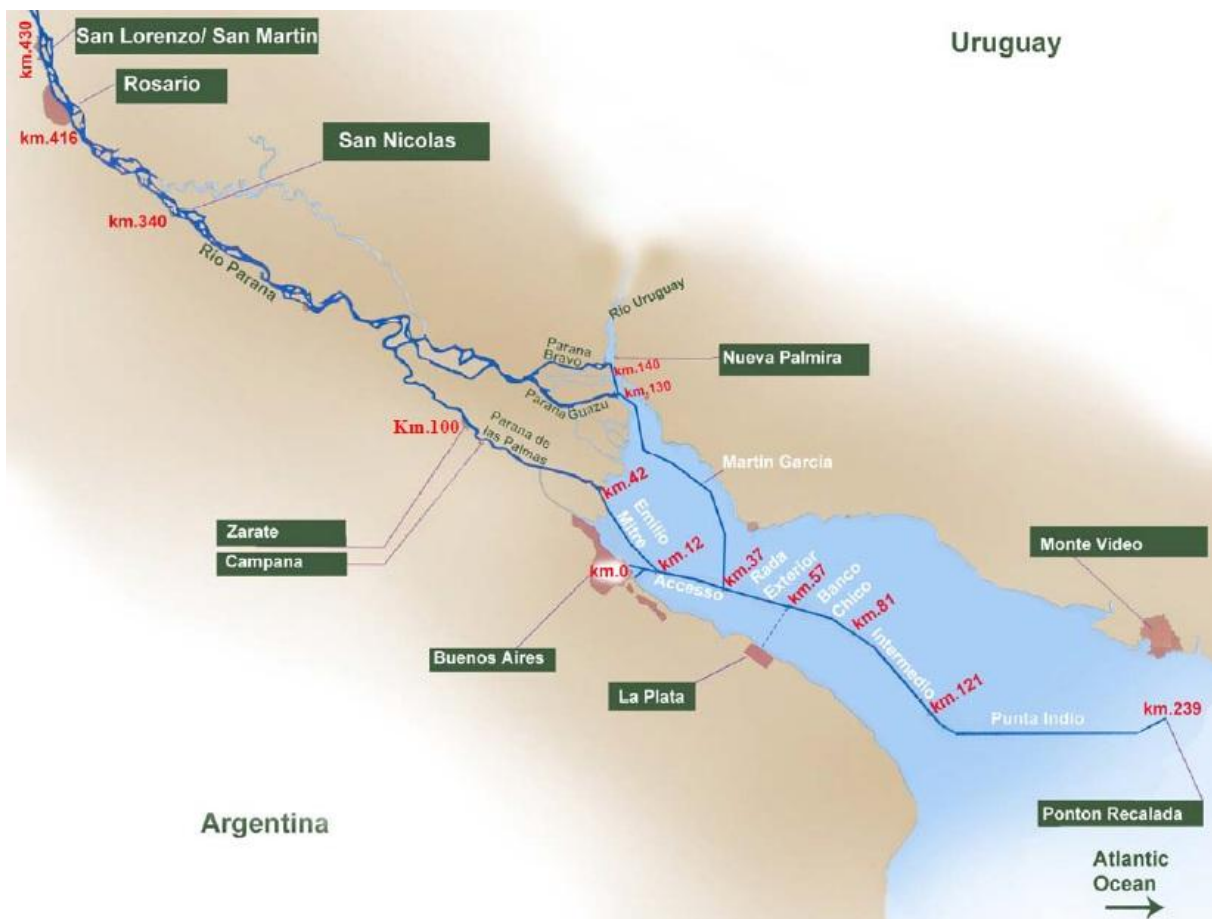 San Lorenzo/ San Martin
km.430
Uruguay
Rosario
km.416
San Nicolas
km.340
Rio Parana
Rio Uruguay
Parana
Bravo
km.140
Nueva Palmira
km.130
Parana Guazu
Km.100
Parana de
las Palmas
Martin Garcia
km.42
Emilio
Mitre
Zarate
Campana
km.12
km.37
Rada
Exterior
km.57
Banco
Chico
km.81
Monte Video
km.0
Accesso
Buenos Aires
Intermedio
La Plata
km.121
Punta Indio
km.239
Ponton Recalada
Argentina
Atlantic
Ocean